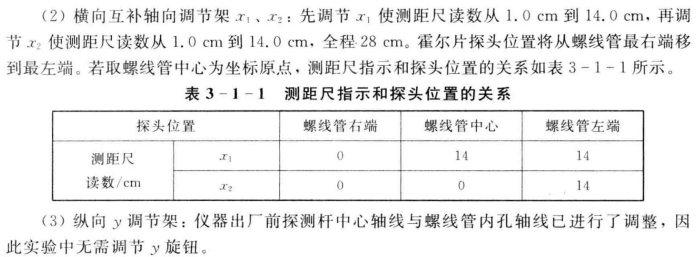 （2）横向互补轴向调节架 x₁、x₂：先调节 x₁ 使测距尺读数从 1.0 cm 到 14.0 cm，再调
节 x₂ 使测距尺读数从 1.0 cm 到 14.0 cm，全程 28 cm。霍尔片探头位置将从螺线管最右端移
到最左端。若取螺线管中心为坐标原点，测距尺指示和探头位置的关系如表 3-1-1 所示。
表 3-1-1 测距尺指示和探头位置的关系
探头位置 螺线管右端 螺线管中心 螺线管左端
测距尺 x₁ 0 14 14
读数/cm x₂ 0 0 14
（3）纵向 y 调节架：仪器出厂前探测杆中心轴线与螺线管内孔轴线已进行了调整，因
此实验中无需调节 y 旋钮。